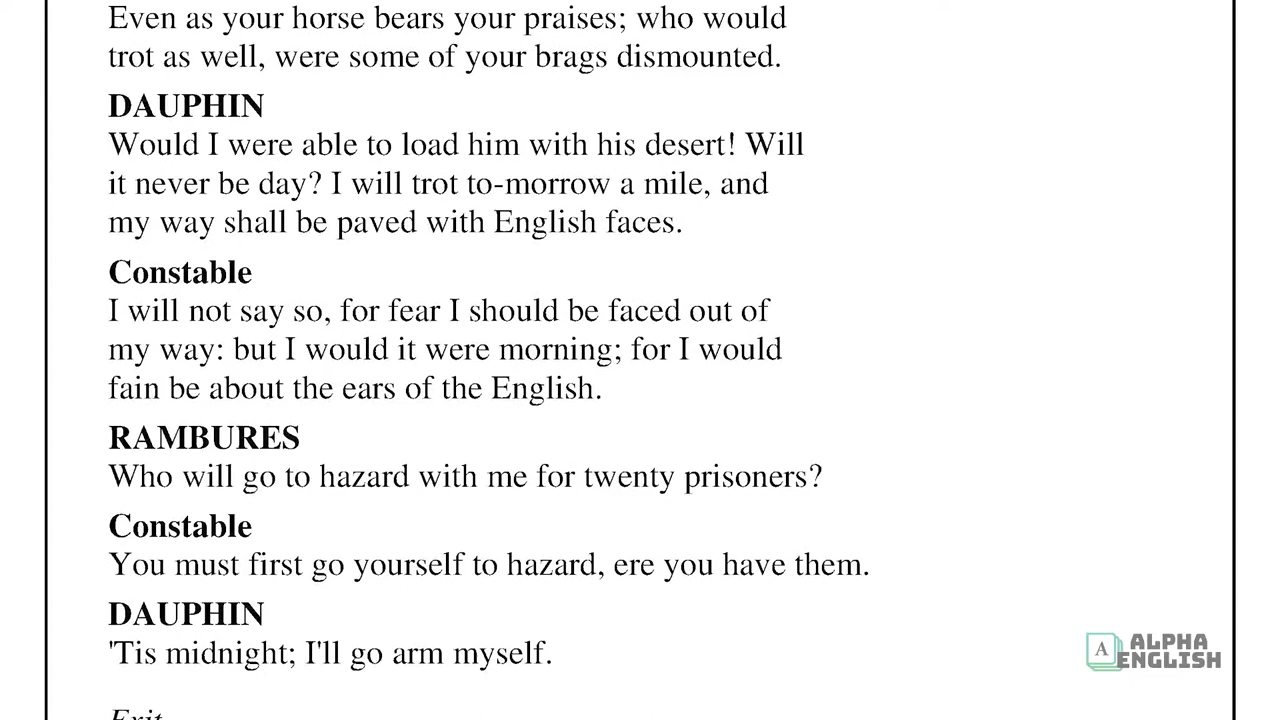 Even as your horse bears your praises; who would
trot as well, were some of your brags dismounted.
DAUPHIN
Would I were able to load him with his desert! Will
it never be day? I will trot to-morrow a mile, and
my way shall be paved with English faces.
Constable
I will not say so, for fear I should be faced out of
my way: but I would it were morning; for I would
fain be about the ears of the English.
RAMBURES
Who will go to hazard with me for twenty prisoners?
Constable
You must first go yourself to hazard, ere you have them.
DAUPHIN
'Tis midnight; I'll go arm myself.
Exit
A ALPHA
ENGLISH